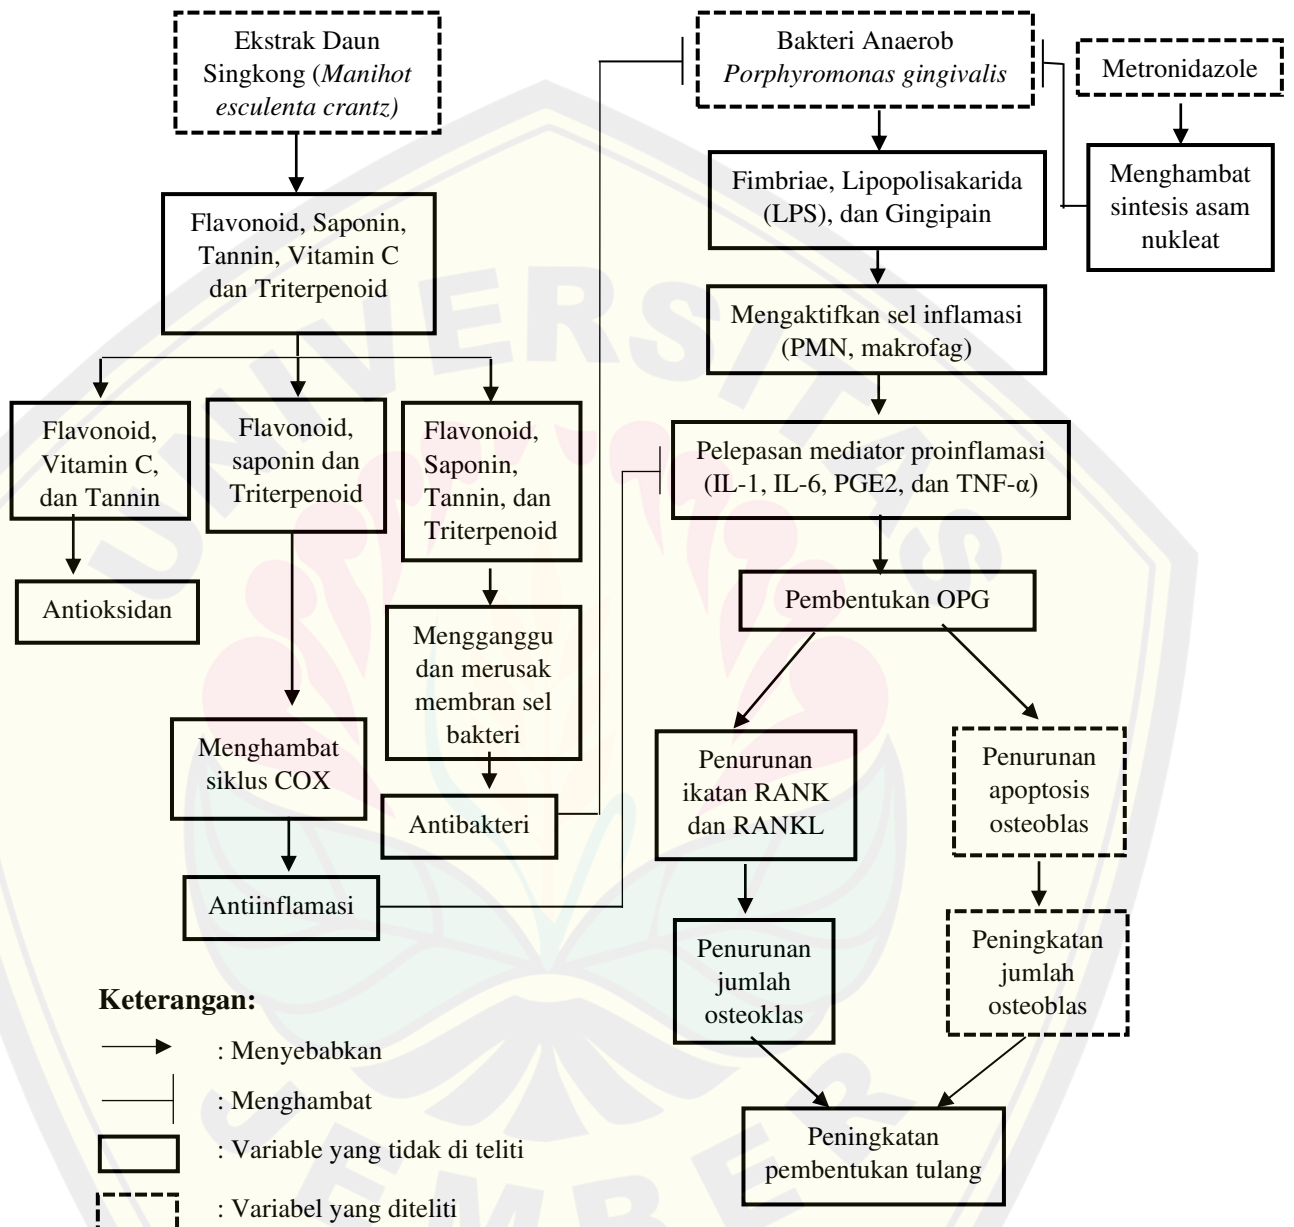 Ekstrak Daun
Singkong (Manihot
esculenta crantz)
Bakteri Anaerob
Porphyromonas gingivalis
Metronidazole
Fimbriae, Lipopolisakarida
(LPS), dan Gingipain
Menghambat
sintesis asam
nukleat
Flavonoid, Saponin,
Tannin, Vitamin C
dan Triterpenoid
Mengaktifkan sel inflamasi
(PMN, makrofag)
Flavonoid,
Vitamin C,
dan Tannin
Flavonoid,
saponin dan
Triterpenoid
Flavonoid,
Saponin,
Tannin, dan
Triterpenoid
Pelepasan mediator proinflamasi
(IL-1, IL-6, PGE2, dan TNF-α)
Antioksidan
Pembentukan OPG
Mengganggu
dan merusak
membran sel
bakteri
Menghambat
siklus COX
Antibakteri
Penurunan
ikatan RANK
dan RANKL
Penurunan
apoptosis
osteoblas
Antiinflamasi
Penurunan
jumlah
osteoklas
Peningkatan
jumlah
osteoblas
Peningkatan
pembentukan tulang
Keterangan:
: Menyebabkan
: Menghambat
: Variable yang tidak di teliti
: Variabel yang diteliti
UNIVERSITAS
JEMBER